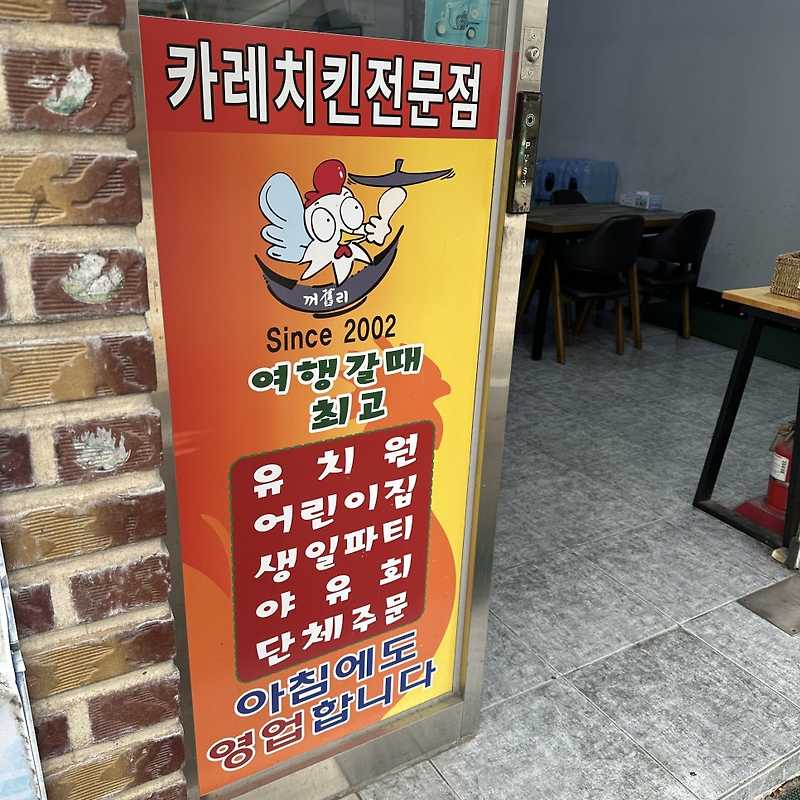 카레치킨전문점
꺼舊리
Since 2002
여행갈때
최고
유치원
어린이집
생일파티
야유회
단체주문
아침에도
영업합니다
PUSH